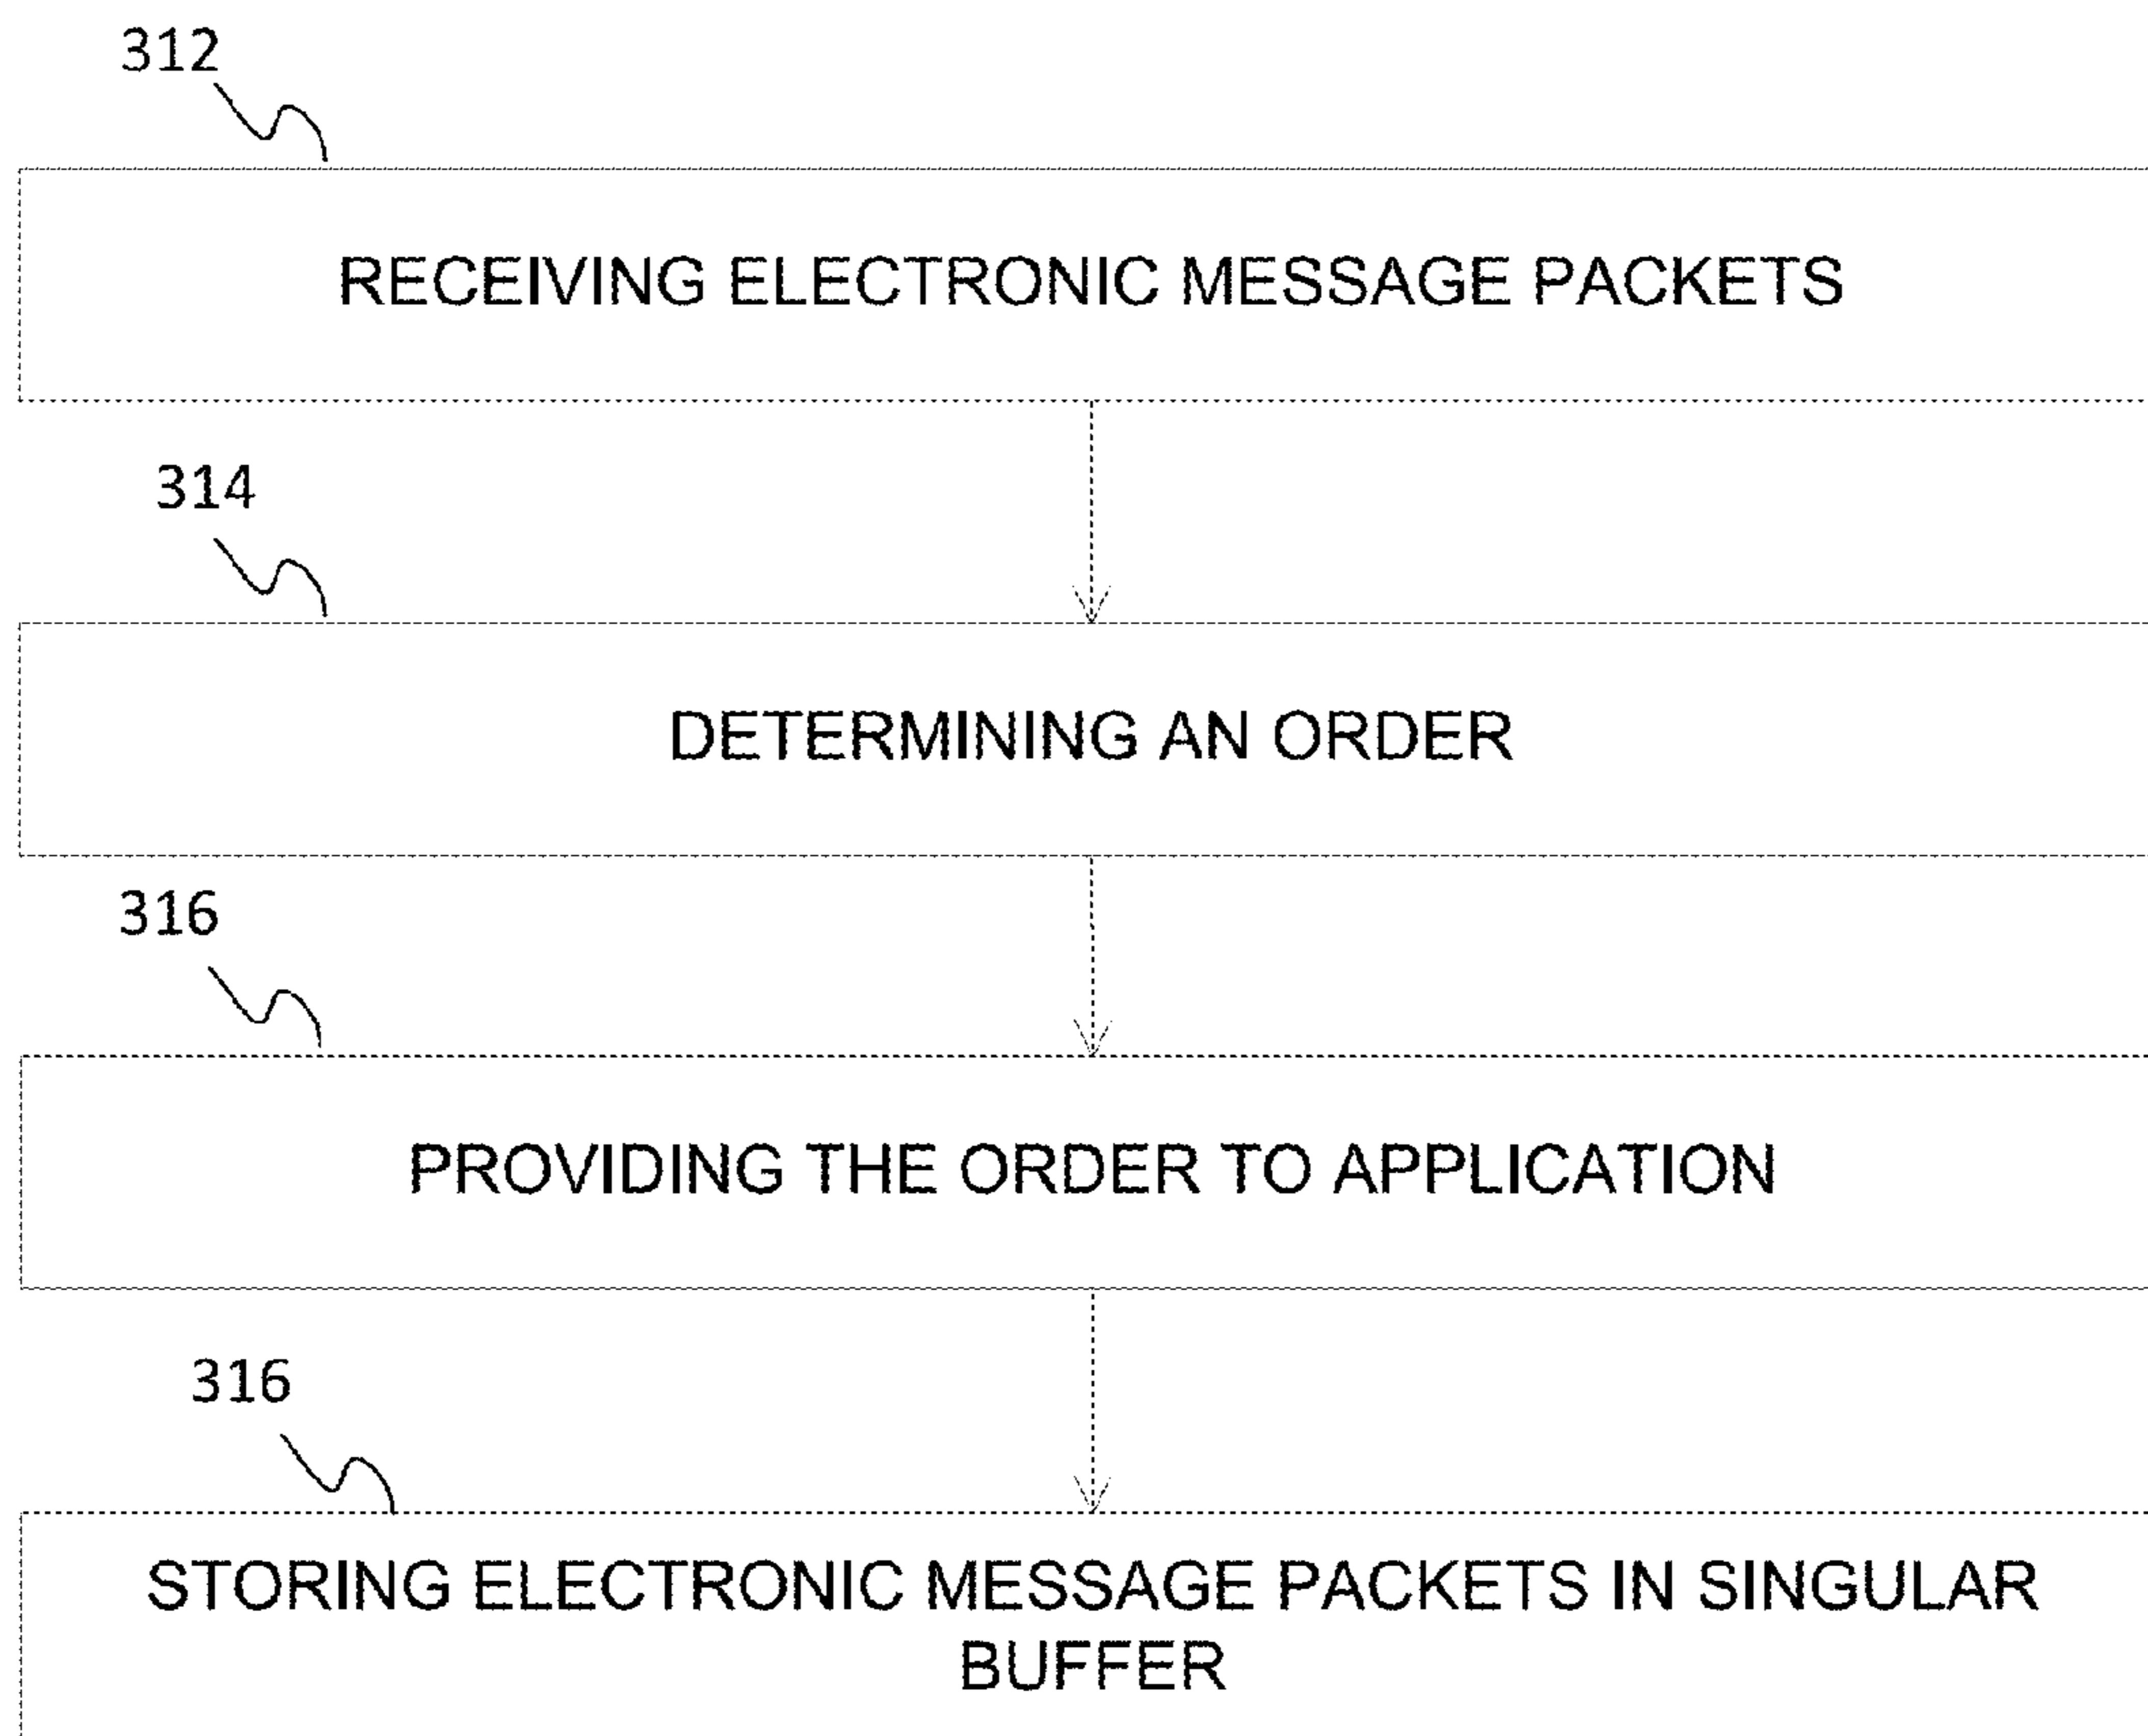 312
RECEIVING ELECTRONIC MESSAGE PACKETS
314
DETERMINING AN ORDER
316
PROVIDING THE ORDER TO APPLICATION
316
STORING ELECTRONIC MESSAGE PACKETS IN SINGULAR
BUFFER